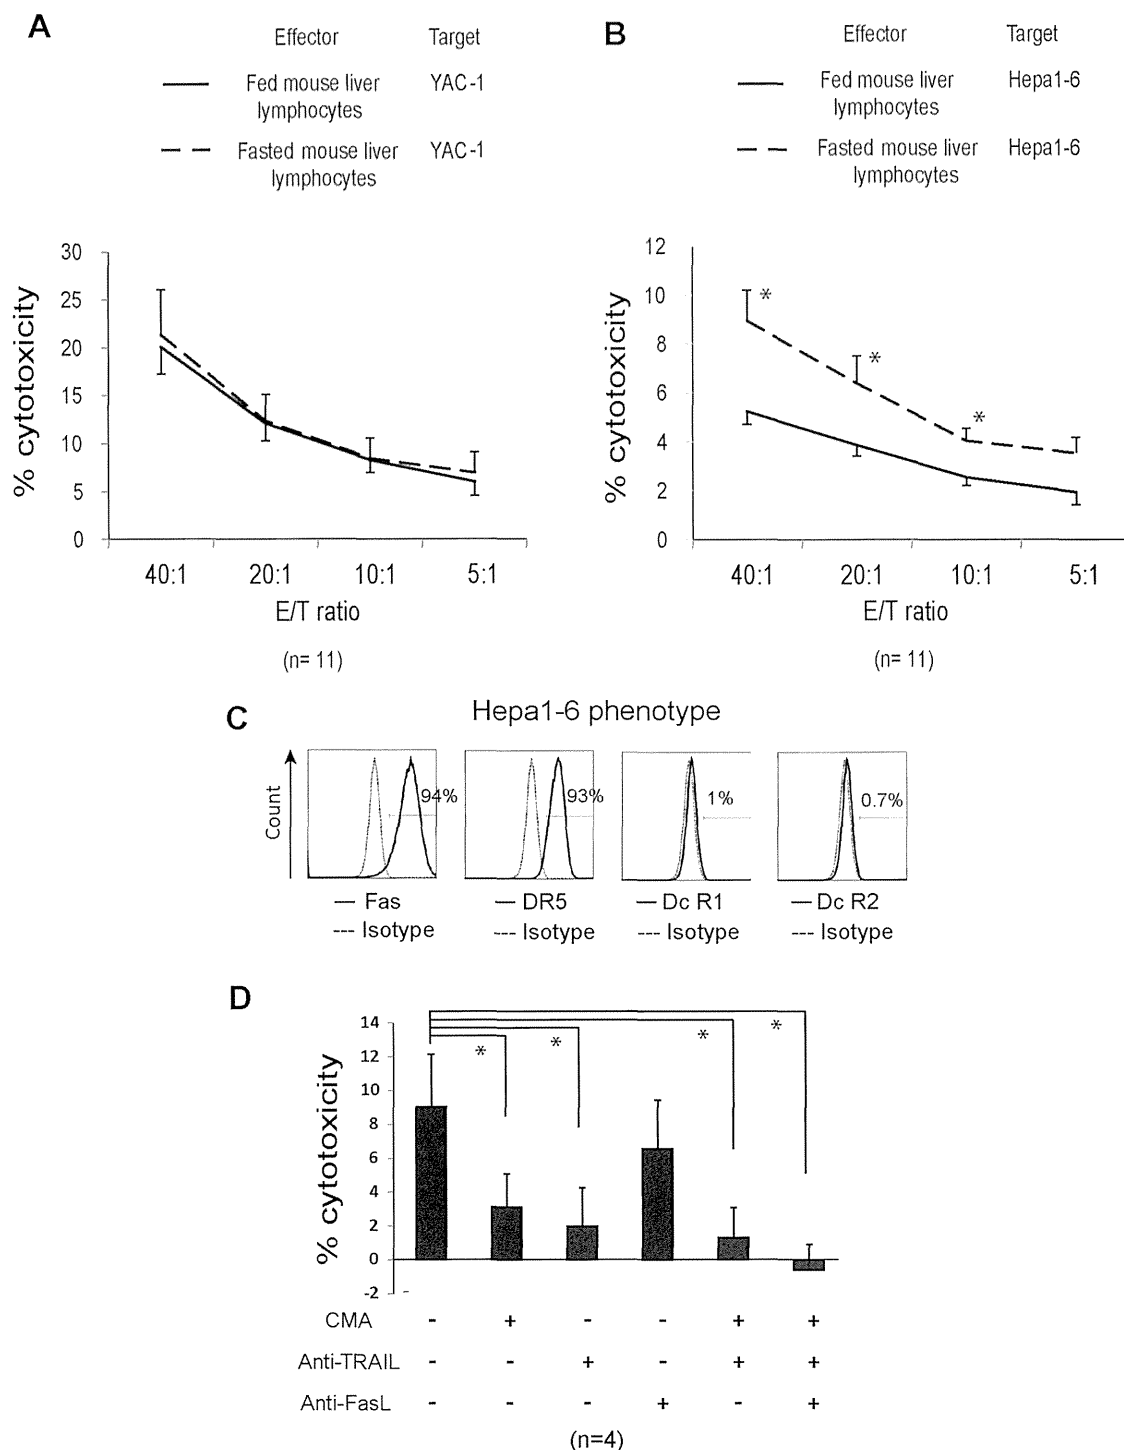 A
Effector Target
Fed mouse liver YAC-1
lymphocytes
Fasted mouse liver YAC-1
lymphocytes
% cytotoxicity
30
25
20
15
10
5
0
40:1 20:1 10:1 5:1
E/T ratio
(n= 11)
B
Effector Target
Fed mouse liver Hepa1-6
lymphocytes
Fasted mouse liver Hepa1-6
lymphocytes
% cytotoxicity
12
10
8
6
4
2
0
*
*
*
40:1 20:1 10:1 5:1
E/T ratio
(n= 11)
C
Hepa1-6 phenotype
Count
94%
93%
1%
0.7%
— Fas
--- Isotype
— DR5
--- Isotype
— Dc R1
--- Isotype
— Dc R2
--- Isotype
D
% cytotoxicity
14
12
10
8
6
4
2
0
-2
* * * *
CMA - + - - + +
Anti-TRAIL - - + - + +
Anti-FasL - - - + - +
(n=4)